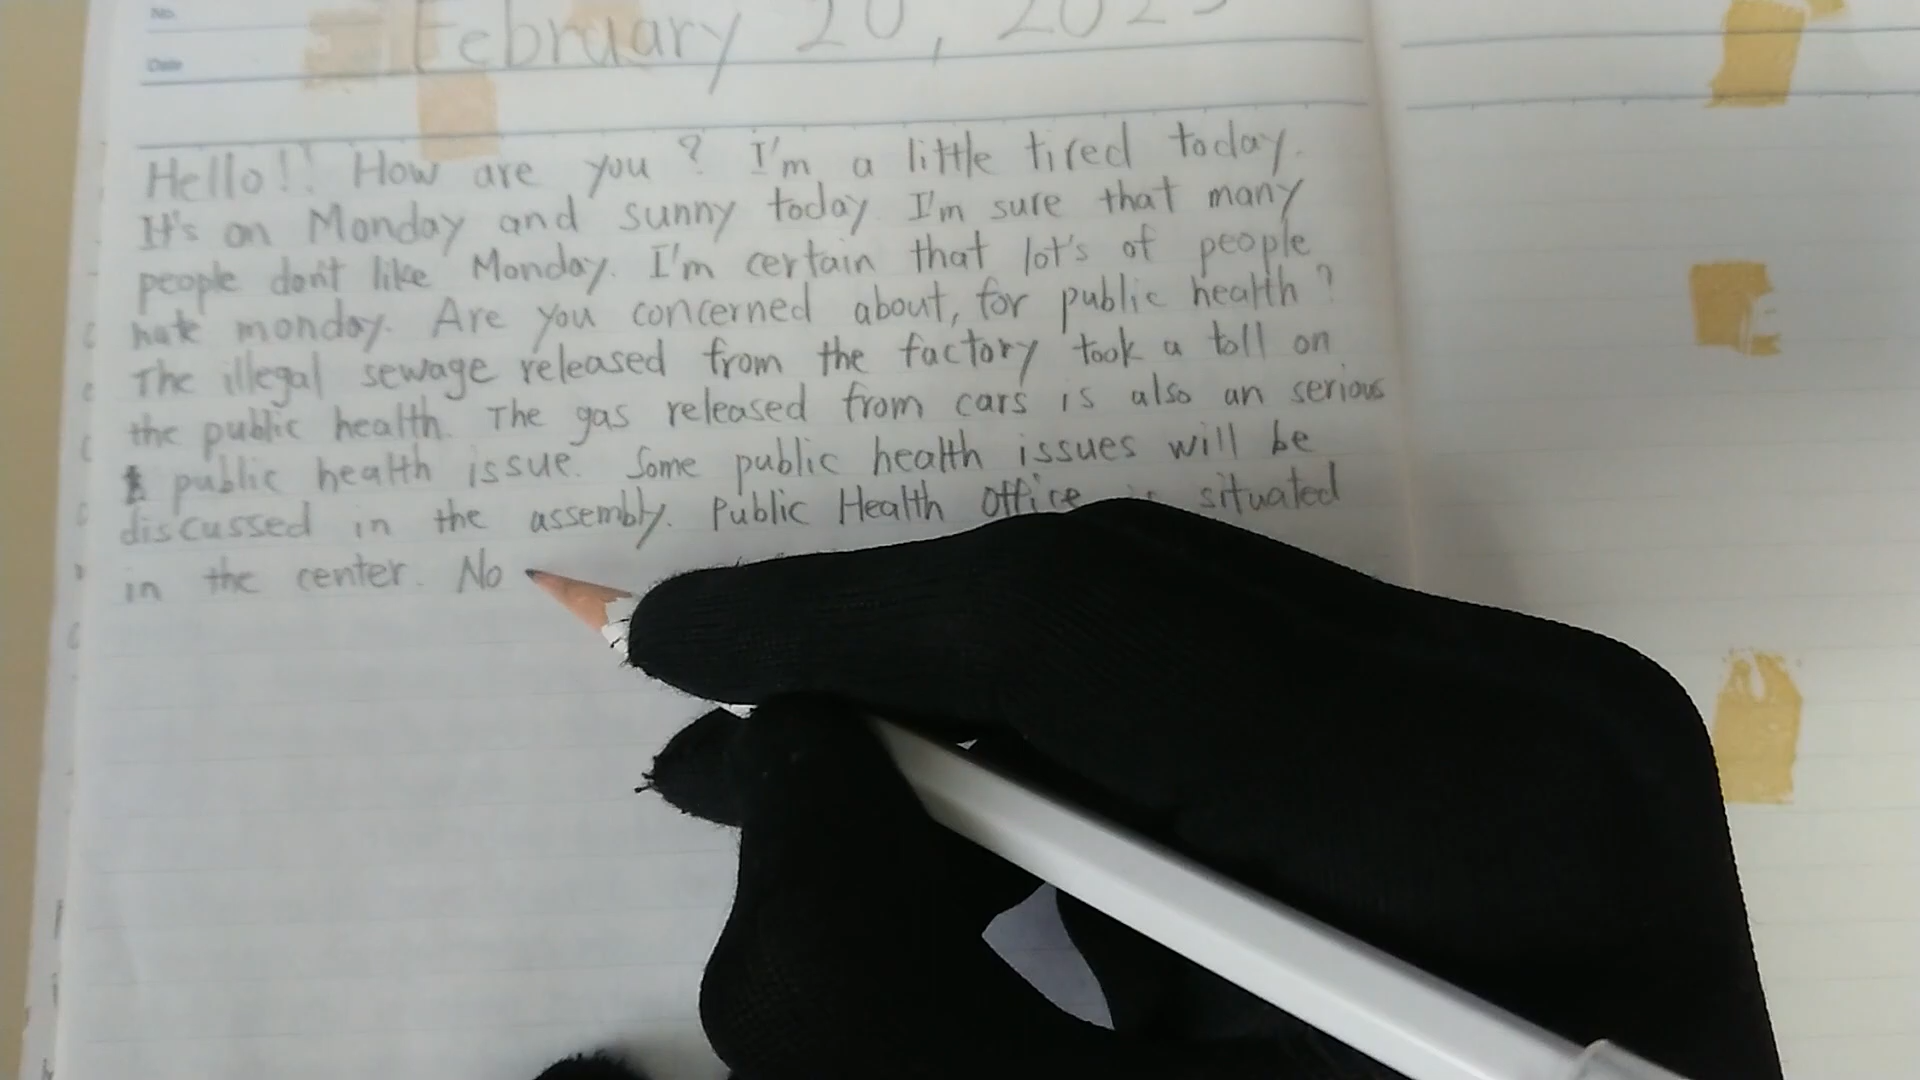 No.
Date
February 20, 202
Hello!! How are you? I'm a little tired today.
It's on Monday and sunny today. I'm sure that many
people don't like Monday. I'm certain that lot's of people
hate monday. Are you concerned about, for public health?
The illegal sewage released from the factory took a toll on
the public health. The gas released from cars is also an serious
public health issue. Some public health issues will be
discussed in the assembly. Public Health Office situated
in the center. No